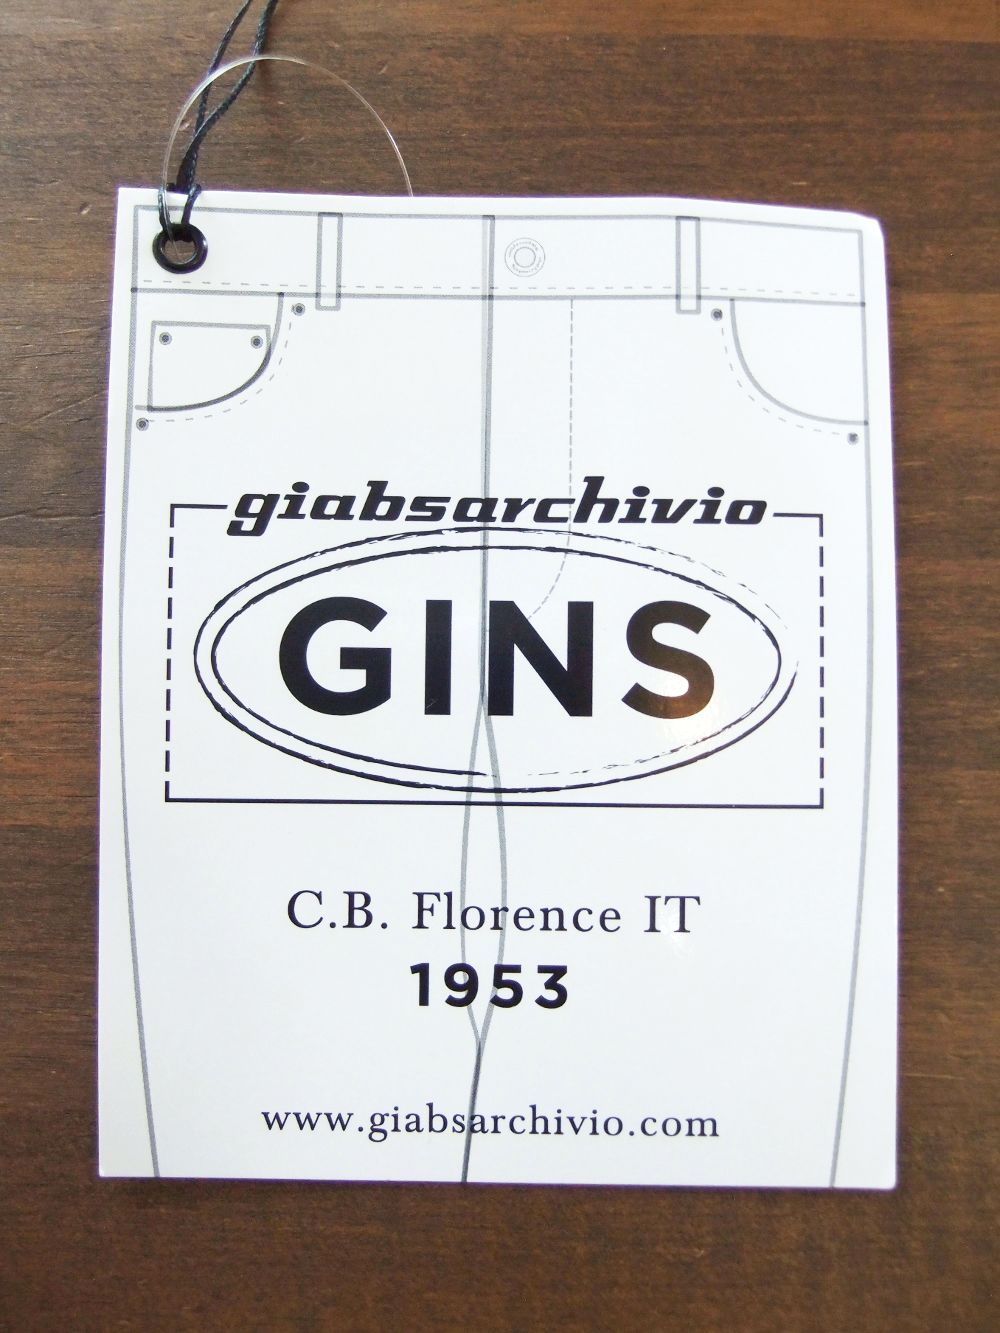 giabsarchivio
GINS
C.B. Florence IT
1953
www.giabsarchivio.com